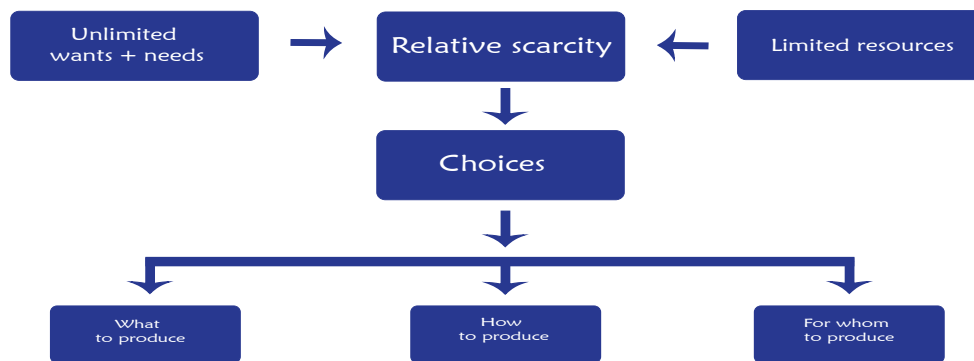 Unlimited
wants + needs
Relative scarcity
Limited resources
Choices
What
to produce
How
to produce
For whom
to produce